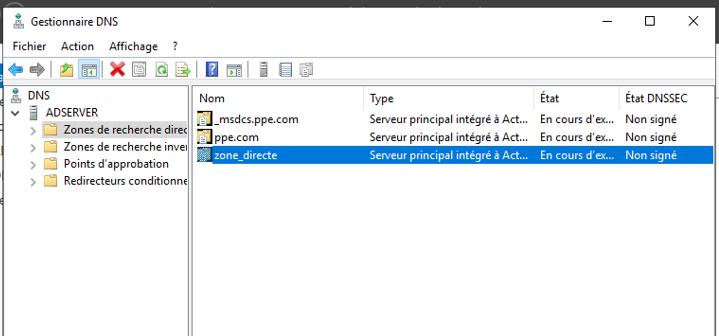 Gestionnaire DNS
Fichier Action Affichage ?
DNS
ADSERVER
Zones de recherche direc
Zones de recherche inver
Points d'approbation
Redirecteurs conditionne
Nom Type État État DNSSEC
_msdcs.ppe.com Serveur principal intégré à Act... En cours d'ex... Non signé
ppe.com Serveur principal intégré à Act... En cours d'ex... Non signé
zone_directe Serveur principal intégré à Act... En cours d'ex... Non signé